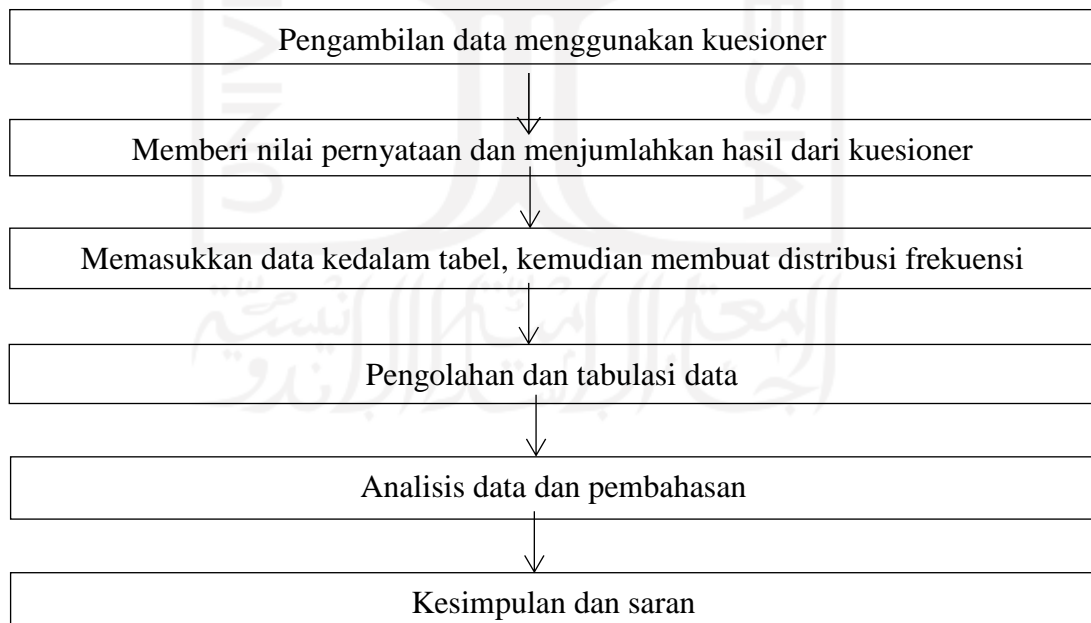 Pengambilan data menggunakan kuesioner
Memberi nilai pernyataan dan menjumlahkan hasil dari kuesioner
Memasukkan data kedalam tabel, kemudian membuat distribusi frekuensi
Pengolahan dan tabulasi data
Analisis data dan pembahasan
Kesimpulan dan saran